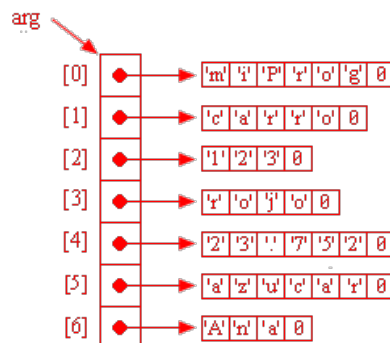 arg
[0] 'm' 'i' 'P' 'r' 'o' 'g' 0
[1] 'c' 'a' 'r' 'r' 'o' 0
[2] '1' '2' '3' 0
[3] 'r' 'o' 'j' 'o' 0
[4] '2' '3' '.' '7' '5' '2' 0
[5] 'a' 'z' 'u' 'c' 'a' 'r' 0
[6] 'A' 'n' 'a' 0